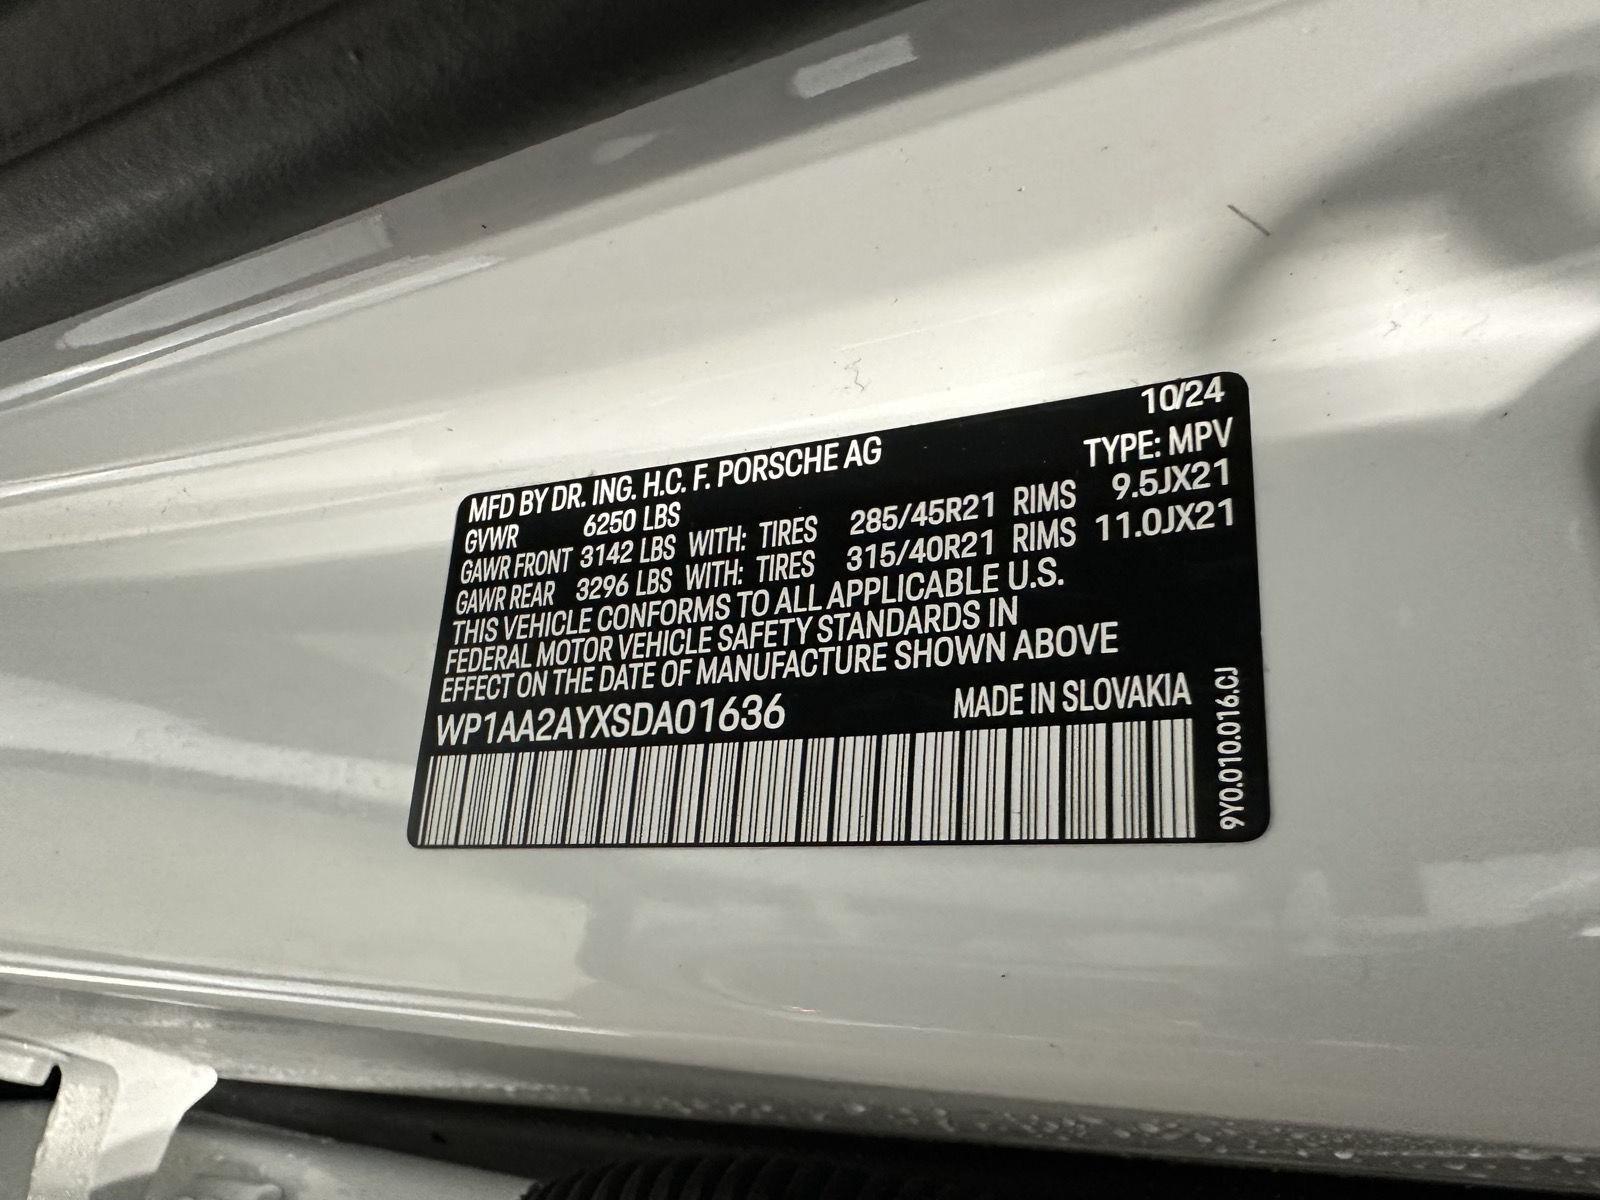 10/24
MFD BY DR. ING. H.C. F. PORSCHE AG TYPE: MPV
GVWR 6250 LBS
GAWR FRONT 3142 LBS WITH: TIRES 285/45R21 RIMS 9.5JX21
GAWR REAR 3296 LBS WITH: TIRES 315/40R21 RIMS 11.0JX21
THIS VEHICLE CONFORMS TO ALL APPLICABLE U.S.
FEDERAL MOTOR VEHICLE SAFETY STANDARDS IN
EFFECT ON THE DATE OF MANUFACTURE SHOWN ABOVE
WP1AA2AYXSDA01636 MADE IN SLOVAKIA
9Y0.010.016.CJ